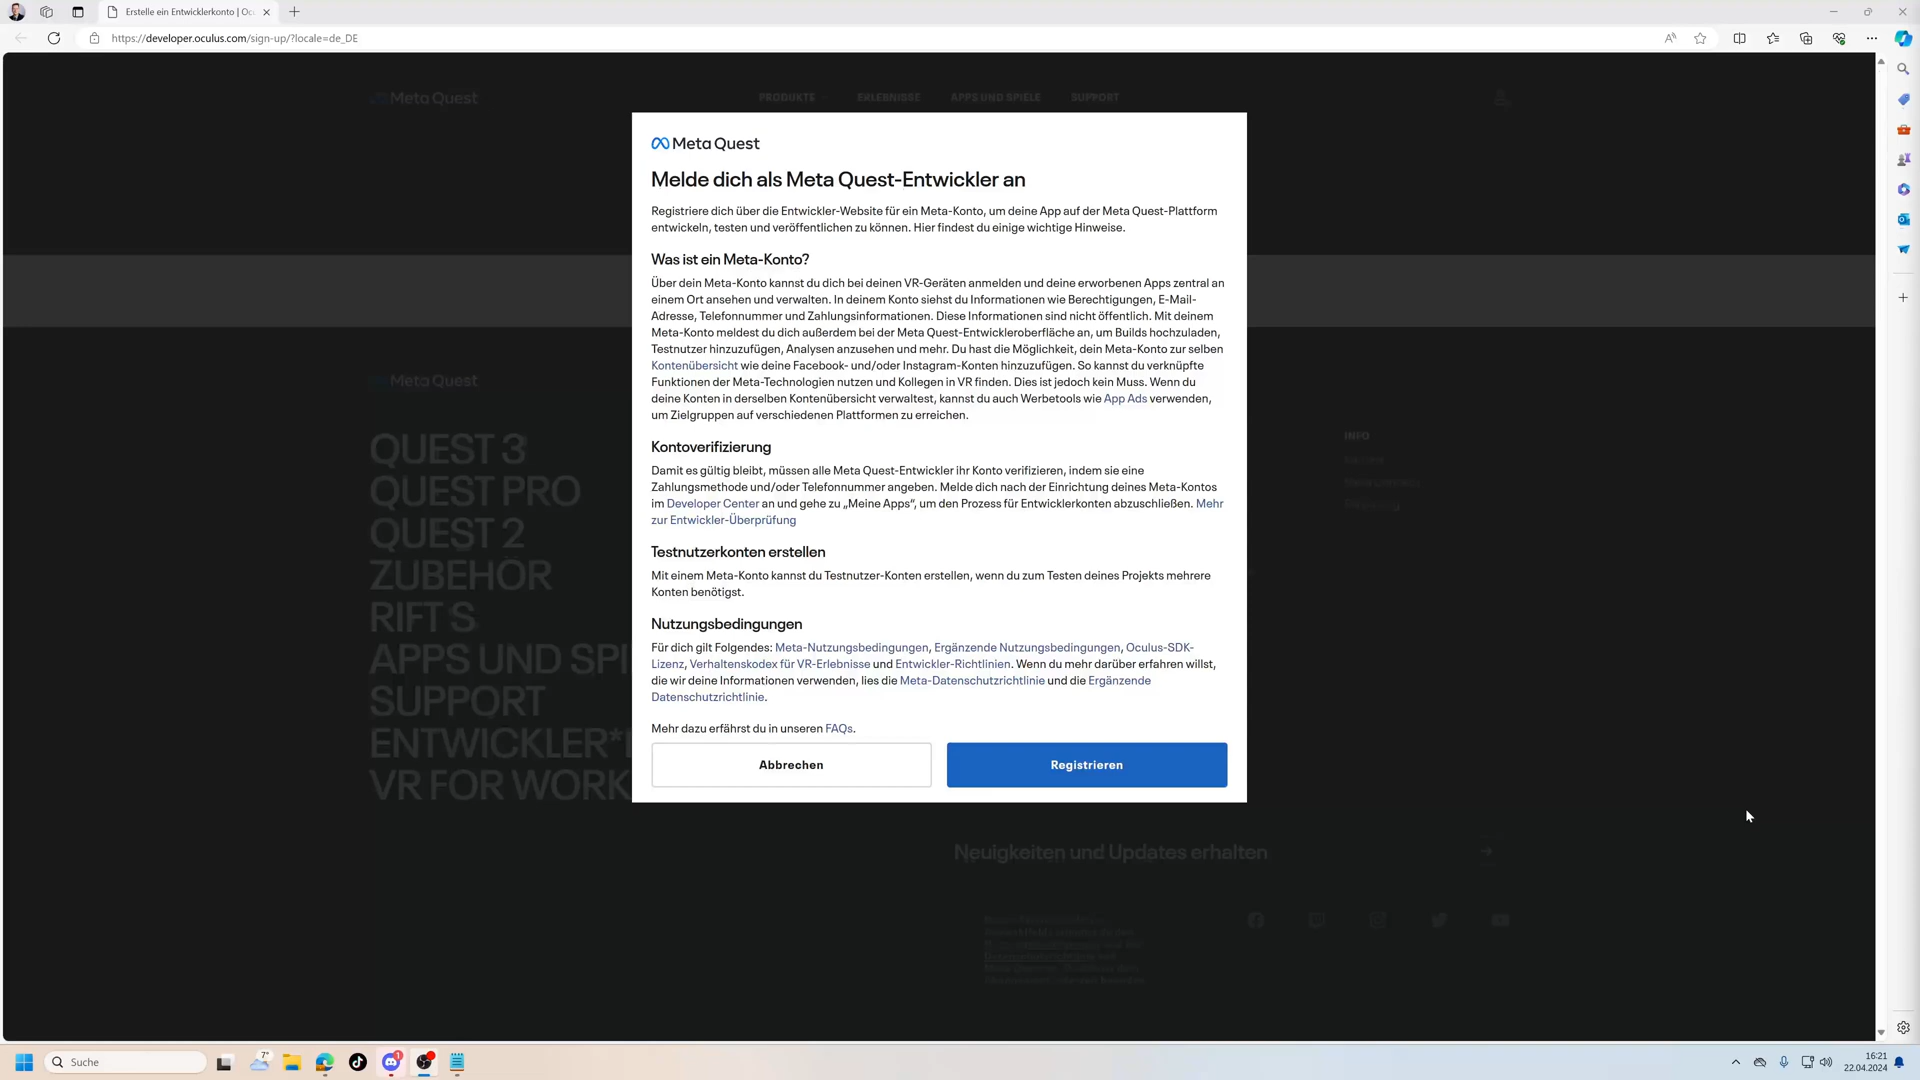 Erstelle ein Entwicklerkonto | Oc
https://developer.oculus.com/sign-up/?locale=de_DE
Meta Quest
PRODUKTE
ERLEBNISSE
APPS UND SPIELE
SUPPORT
Meta Quest
Melde dich als Meta Quest-Entwickler an
Registriere dich über die Entwickler-Website für ein Meta-Konto, um deine App auf der Meta Quest-Plattform
entwickeln, testen und veröffentlichen zu können. Hier findest du einige wichtige Hinweise.
Was ist ein Meta-Konto?
Über dein Meta-Konto kannst du dich bei deinen VR-Geräten anmelden und deine erworbenen Apps zentral an
einem Ort ansehen und verwalten. In deinem Konto siehst du Informationen wie Berechtigungen, E-Mail-
Adresse, Telefonnummer und Zahlungsinformationen. Diese Informationen sind nicht öffentlich. Mit deinem
Meta-Konto meldest du dich außerdem bei der Meta Quest-Entwickleroberfläche an, um Builds hochzuladen,
Testnutzer hinzuzufügen, Analysen anzusehen und mehr. Du hast die Möglichkeit, dein Meta-Konto zur selben
Kontenübersicht wie deine Facebook- und/oder Instagram-Konten hinzuzufügen. So kannst du verknüpfte
Funktionen der Meta-Technologien nutzen und Kollegen in VR finden. Dies ist jedoch kein Muss. Wenn du
deine Konten in derselben Kontenübersicht verwaltest, kannst du auch Werbetools wie App Ads verwenden,
um Zielgruppen auf verschiedenen Plattformen zu erreichen.
Kontoverifizierung
Damit es gültig bleibt, müssen alle Meta Quest-Entwickler ihr Konto verifizieren, indem sie eine
Zahlungsmethode und/oder Telefonnummer angeben. Melde dich nach der Einrichtung deines Meta-Kontos
im Developer Center an und gehe zu „Meine Apps“, um den Prozess für Entwicklerkonten abzuschließen. Mehr
zur Entwickler-Überprüfung
Testnutzerkonten erstellen
Mit einem Meta-Konto kannst du Testnutzer-Konten erstellen, wenn du zum Testen deines Projekts mehrere
Konten benötigst.
Nutzungsbedingungen
Für dich gilt Folgendes: Meta-Nutzungsbedingungen, Ergänzende Nutzungsbedingungen, Oculus-SDK-
Lizenz, Verhaltenskodex für VR-Erlebnisse und Entwickler-Richtlinien. Wenn du mehr darüber erfahren willst,
die wir deine Informationen verwenden, lies die Meta-Datenschutzrichtlinie und die Ergänzende
Datenschutzrichtlinie.
Mehr dazu erfährst du in unseren FAQs.
Abbrechen
Registrieren
Meta Quest
QUEST 3
QUEST PRO
QUEST 2
ZUBEHÖR
RIFT S
APPS UND SPI
SUPPORT
ENTWICKLER*I
VR FOR WORK
INFO
Neuigkeiten und Updates erhalten
Suche
7°
1
16:21
22.04.2024